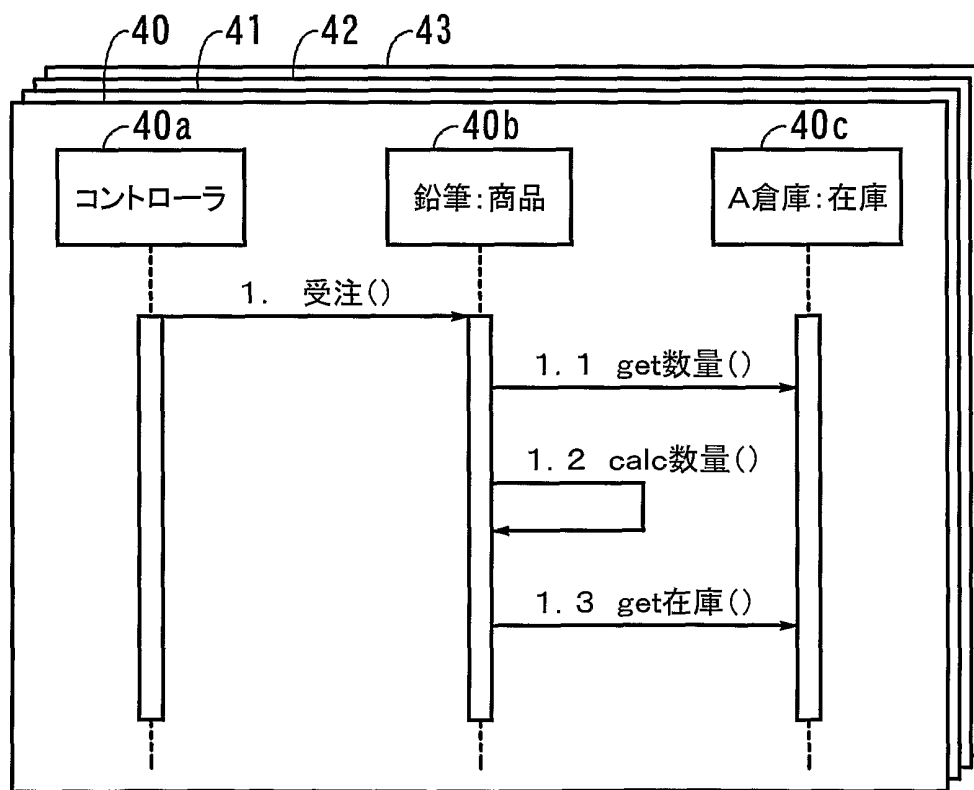 40
41
42
43
40a
40b
40c
コントローラ
鉛筆:商品
A倉庫:在庫
1. 受注()
1.1 get数量()
1.2 calc数量()
1.3 get在庫()